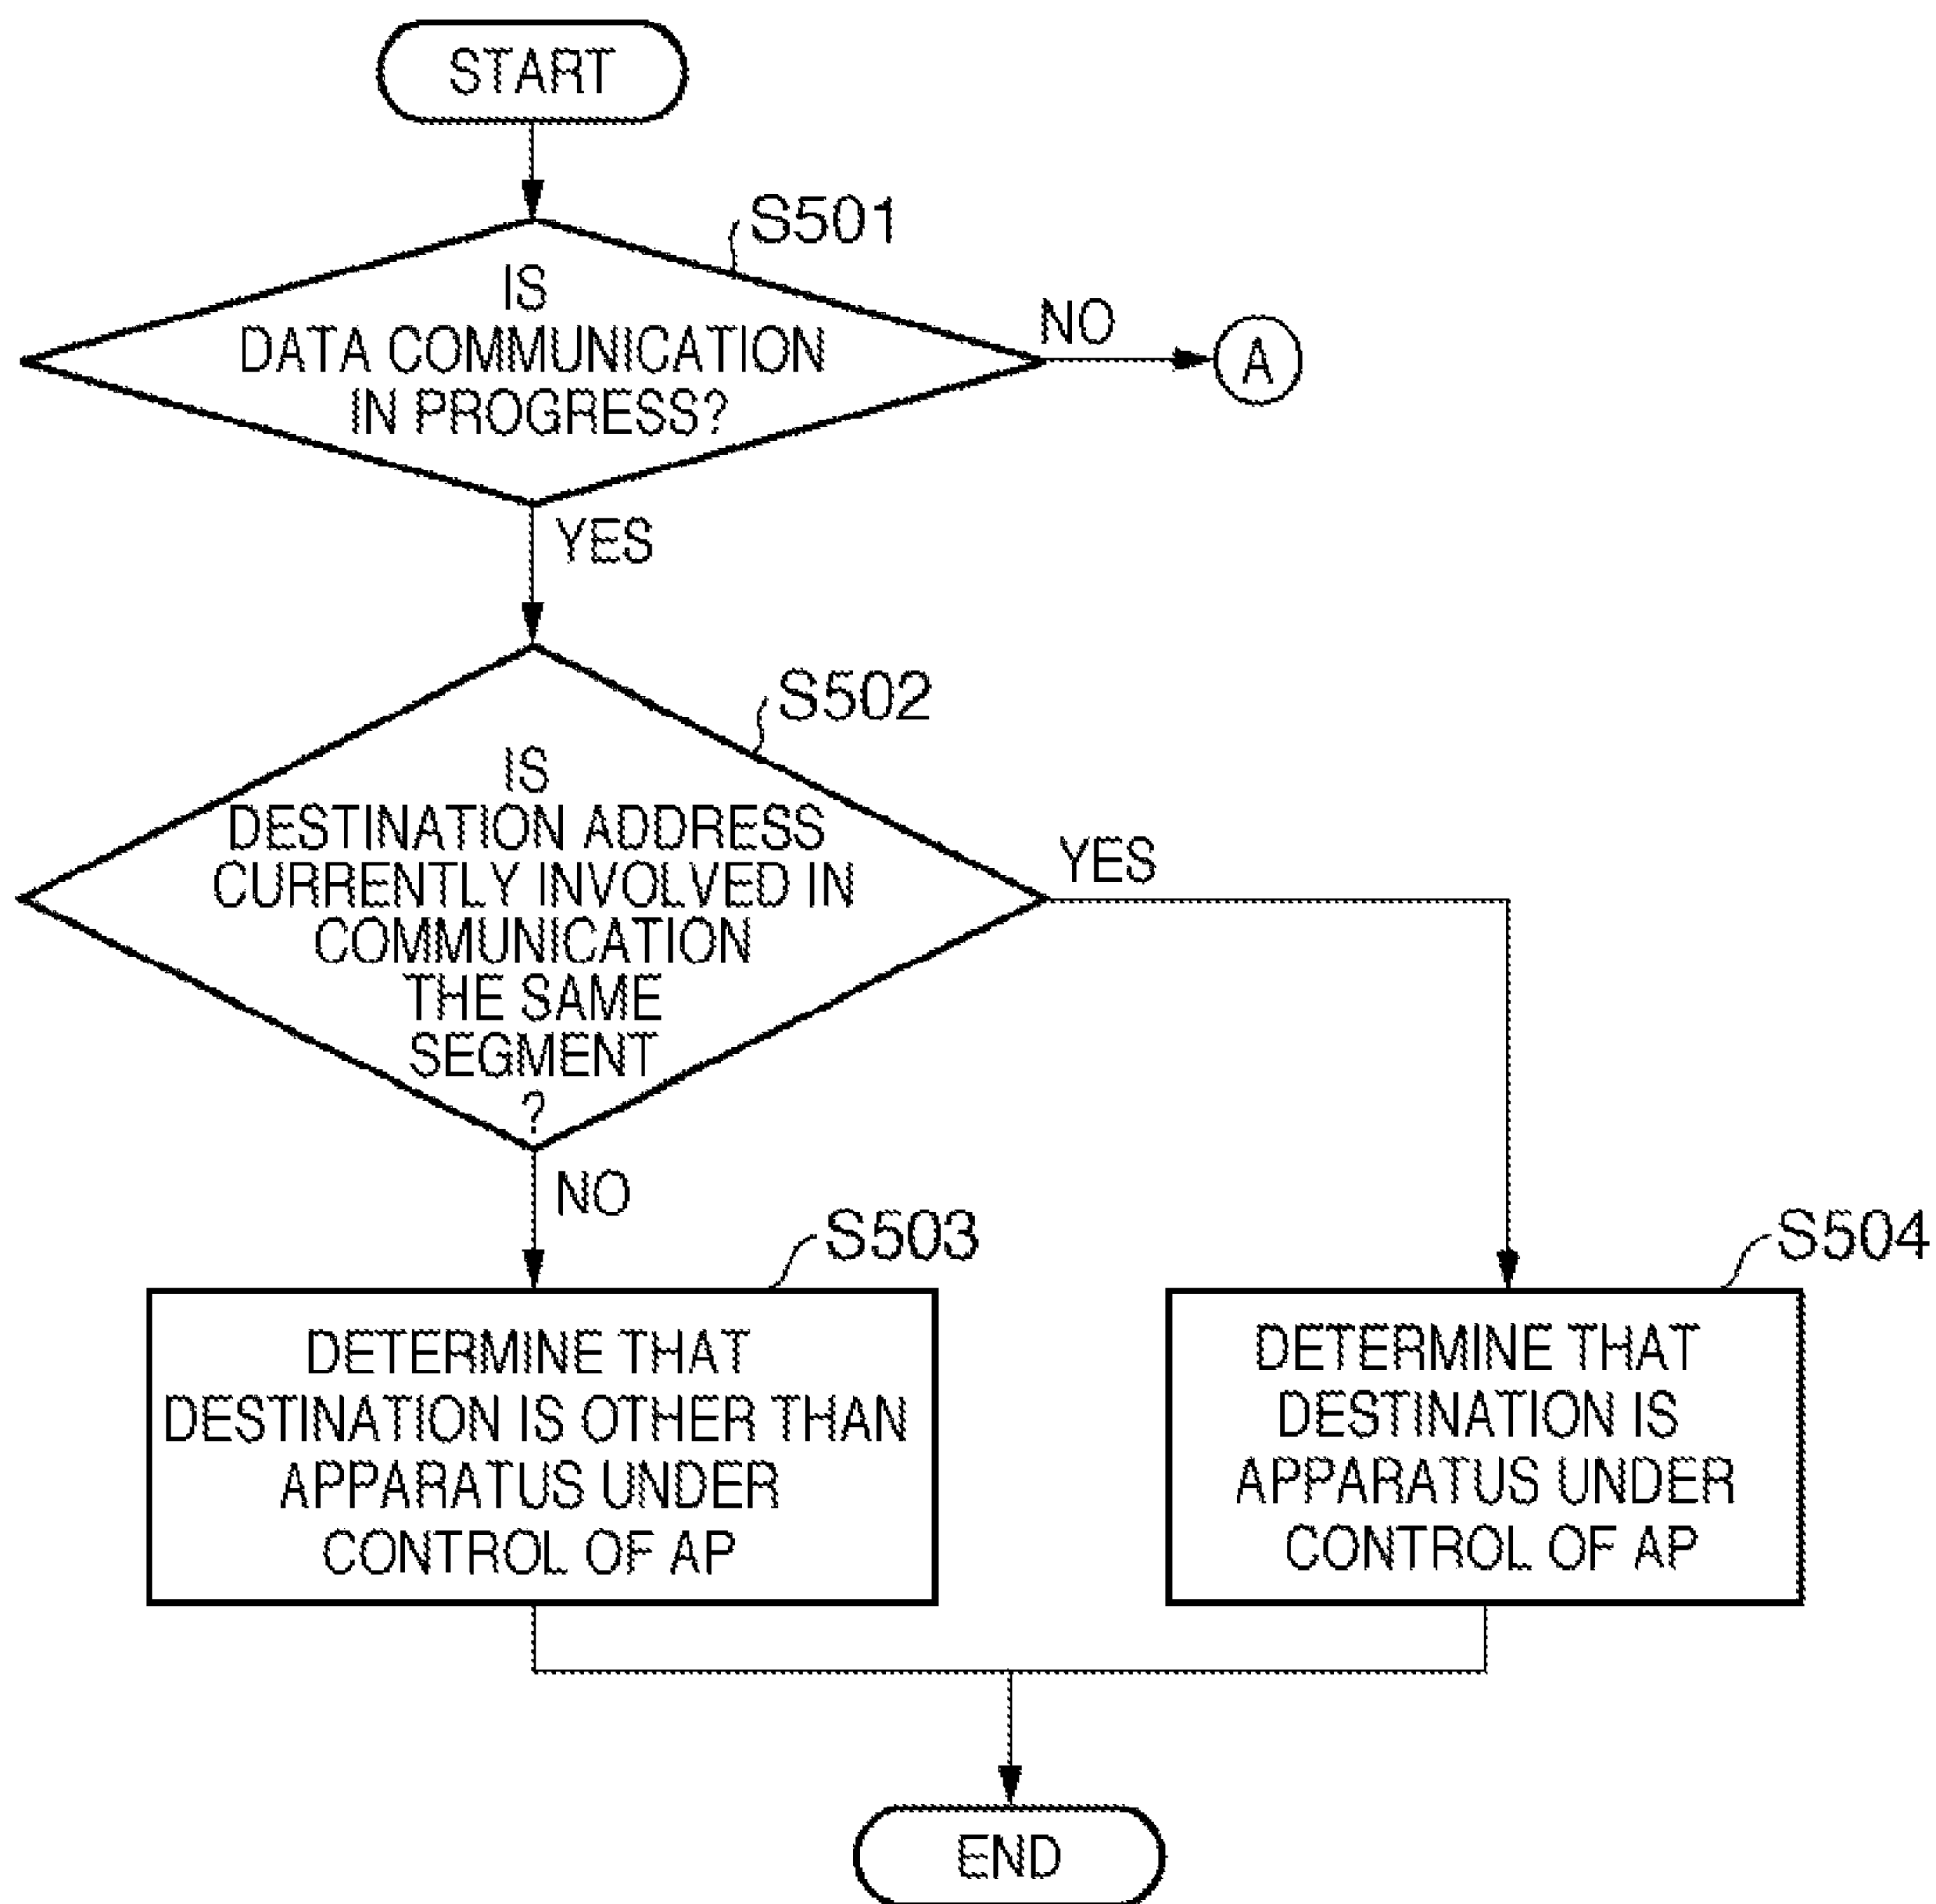 START
S501
IS
DATA COMMUNICATION
IN PROGRESS?
NO
A
YES
S502
IS
DESTINATION ADDRESS
CURRENTLY INVOLVED IN
COMMUNICATION
THE SAME
SEGMENT
?
YES
NO
S503
DETERMINE THAT
DESTINATION IS OTHER THAN
APPARATUS UNDER
CONTROL OF AP
S504
DETERMINE THAT
DESTINATION IS
APPARATUS UNDER
CONTROL OF AP
END